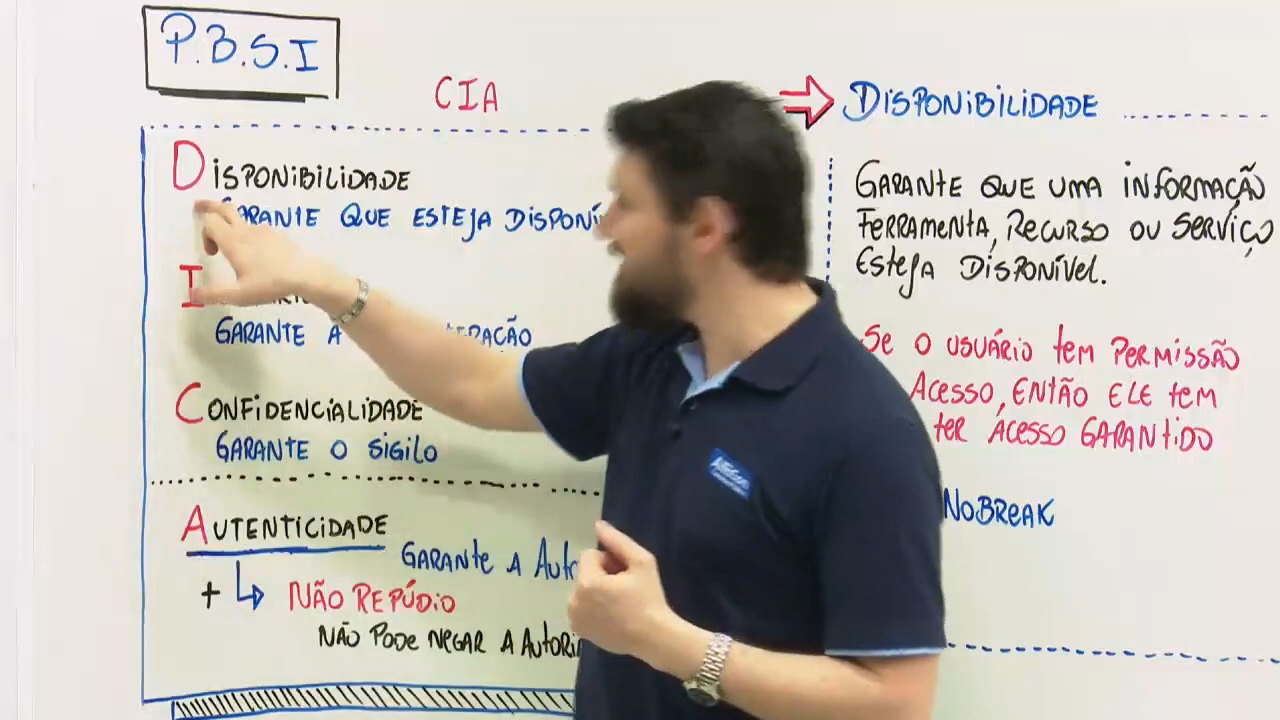 P.B.S.I
CIA
DISPONIBILIDADE
GARANTE QUE ESTEJA DISPONÍ
I
GARANTE A
CONFIDENCIALIDADE
GARANTE O SIGILO
AUTENTICIDADE
GARANTE A AUTO
+ NÃO REPÚDIO
NÃO PODE NEGAR A AUTORI
DISPONIBILIDADE
GARANTE QUE UMA INFORMAÇÃO
FERRAMENTA, RECURSO OU SERVIÇO
ESTEJA DISPONÍVEL.
SE O USUÁRIO TEM PERMISSÃO
ACESSO, ENTÃO ELE TEM
TER ACESSO GARANTIDO
NOBREAK